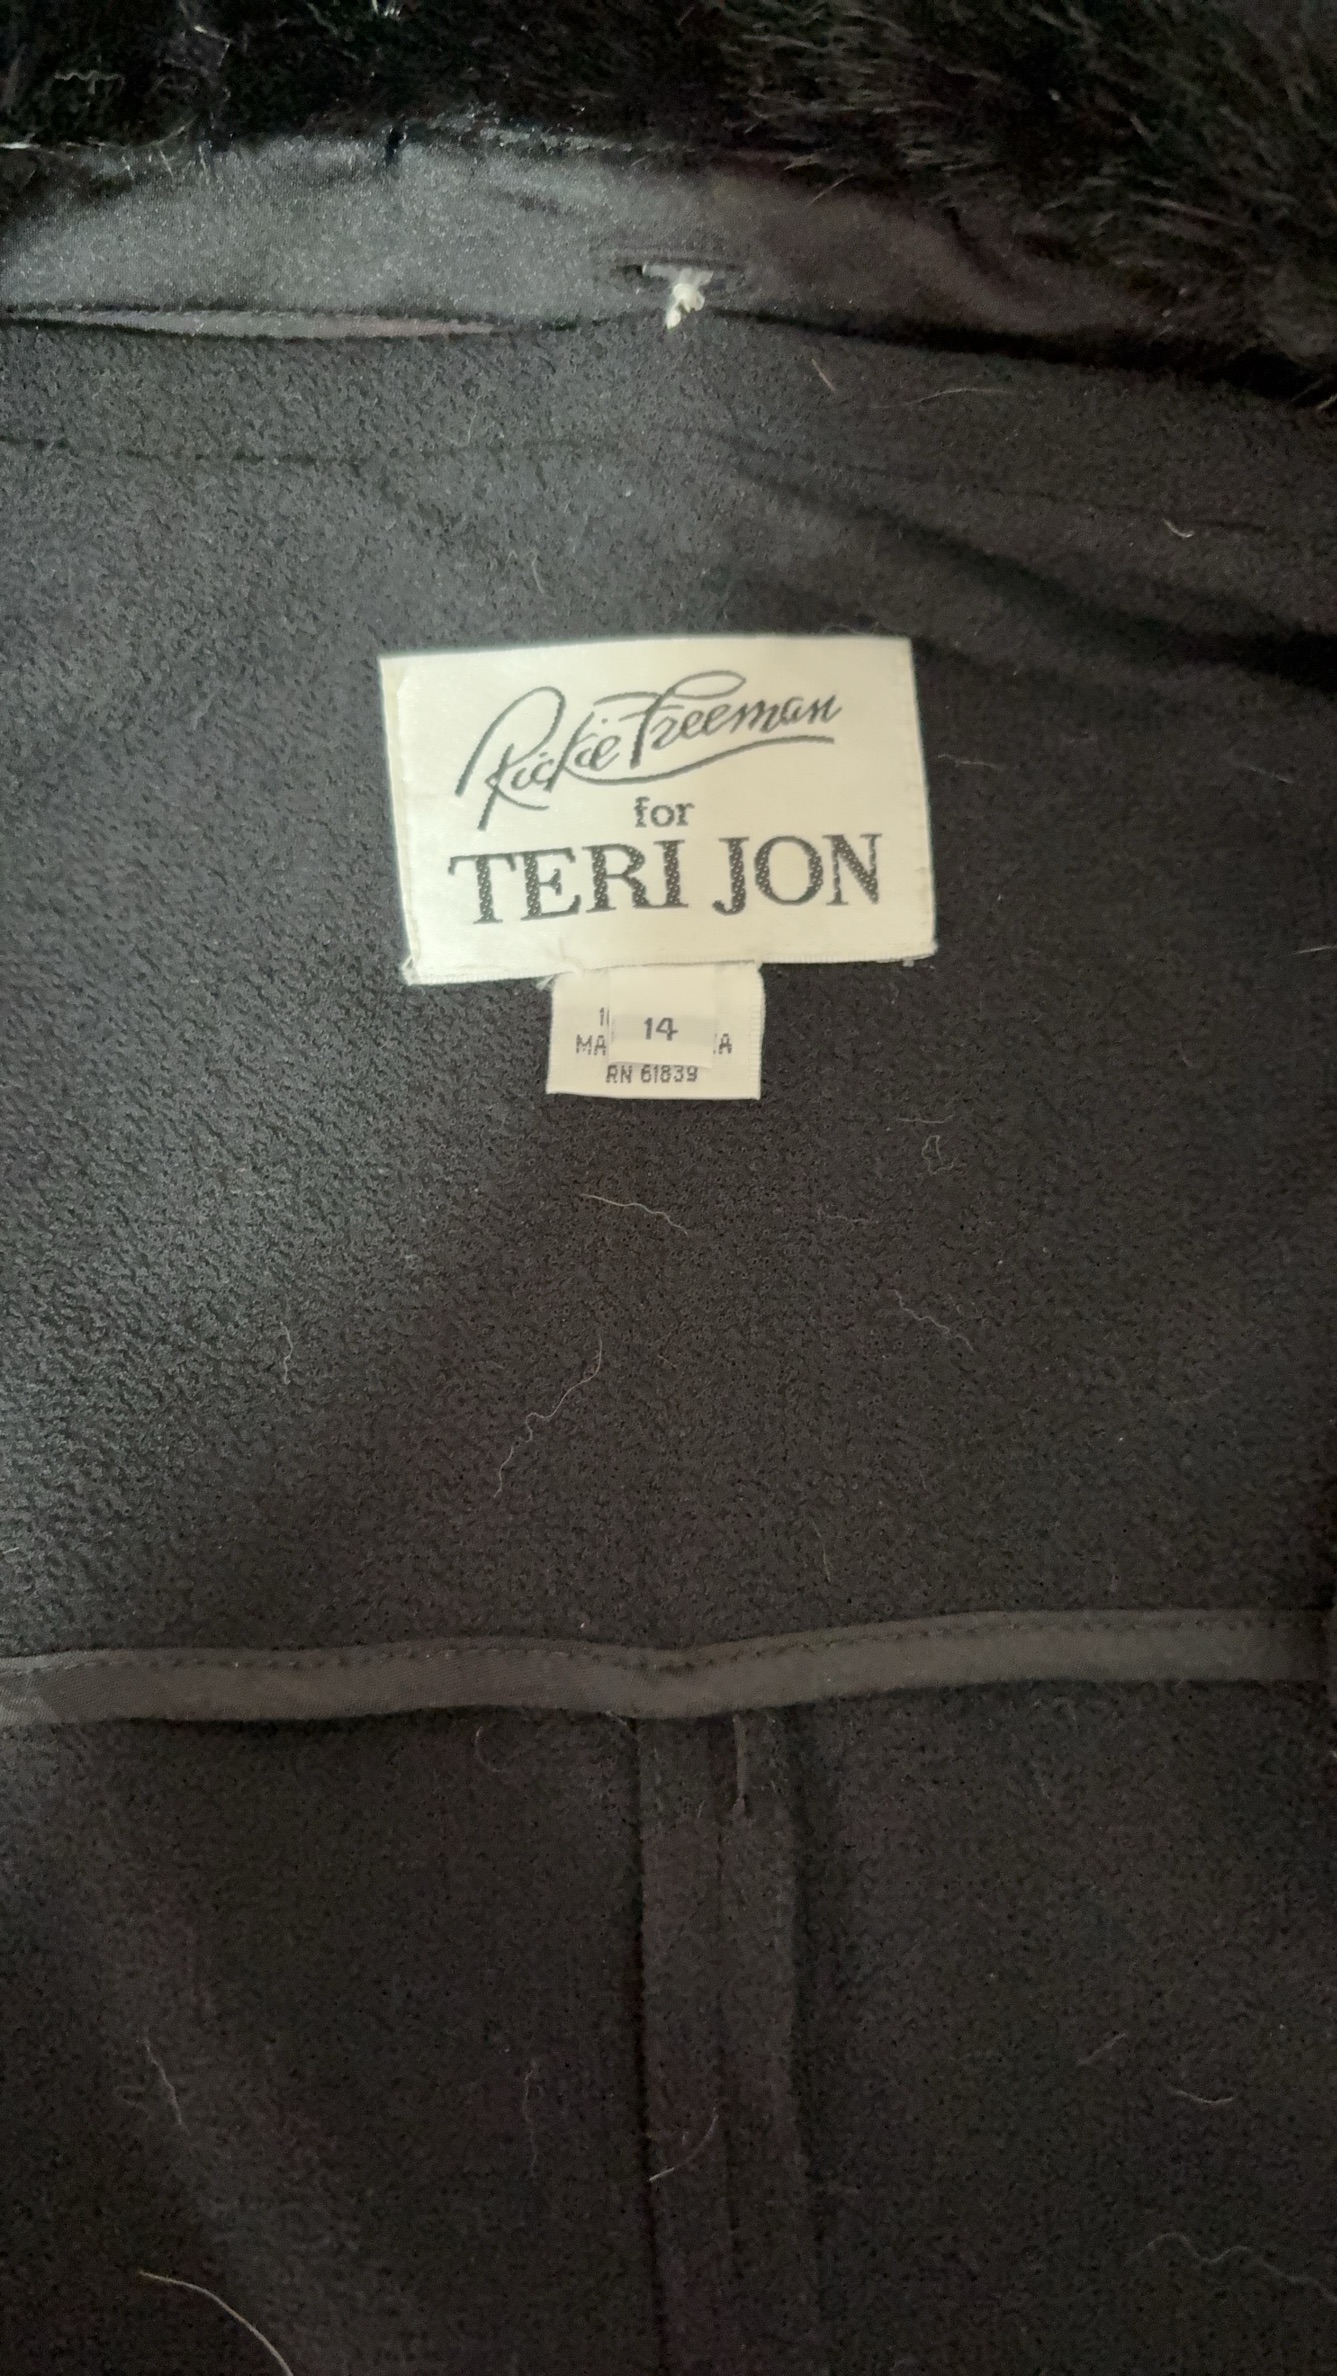 Rickie Freeman
for
TERI JON
14
RN 61839